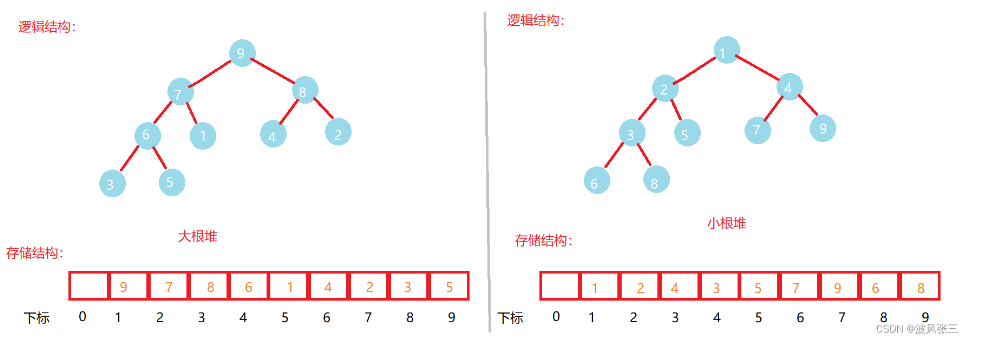 逻辑结构：
9
7 8
6 1 4 2
3 5
大根堆
存储结构：
9 7 8 6 1 4 2 3 5
下标 0 1 2 3 4 5 6 7 8 9
逻辑结构：
1
2 4
3 5 7 9
6 8
小根堆
存储结构：
1 2 4 3 5 7 9 6 8
下标 0 1 2 3 4 5 6 7 8 9
CSDN @波风张三